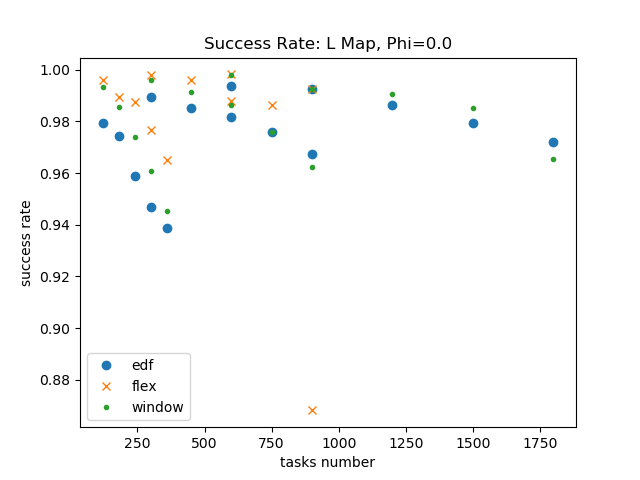 Success Rate: L Map, Phi=0.0
success rate
1.00
0.98
0.96
0.94
0.92
0.90
0.88
edf
flex
window
250 500 750 1000 1250 1500 1750
tasks number